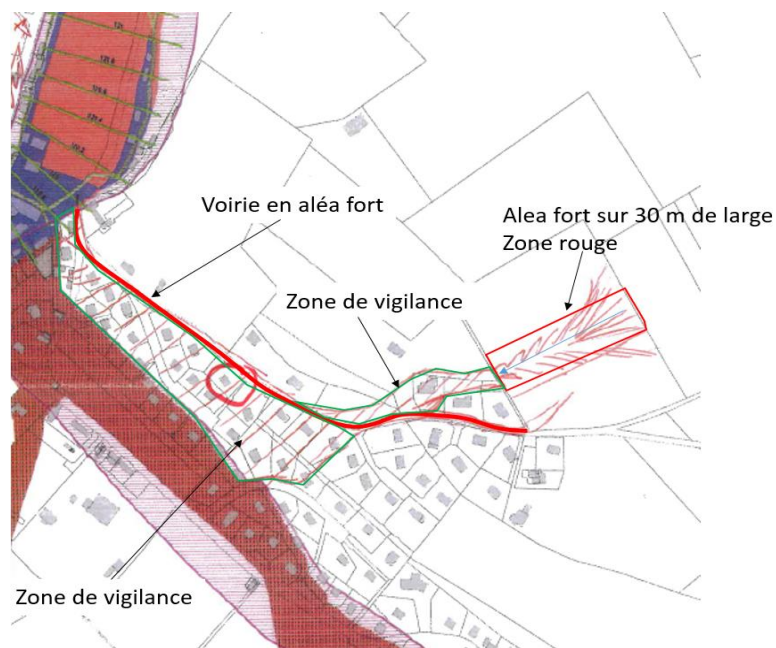 Voirie en aléa fort
Alea fort sur 30 m de large
Zone rouge
Zone de vigilance
Zone de vigilance